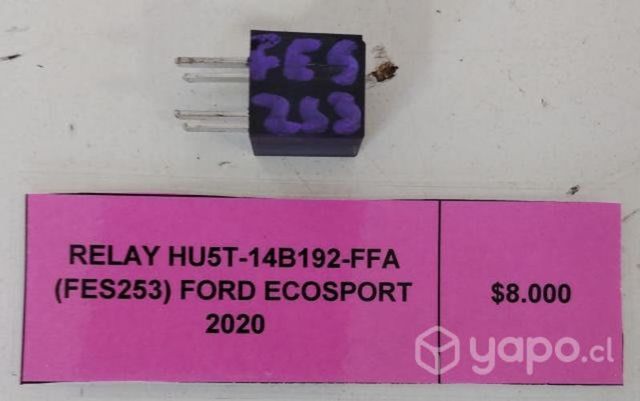 FES
253
RELAY HU5T-14B192-FFA
(FES253) FORD ECOSPORT
2020
$8.000
yapo.cl